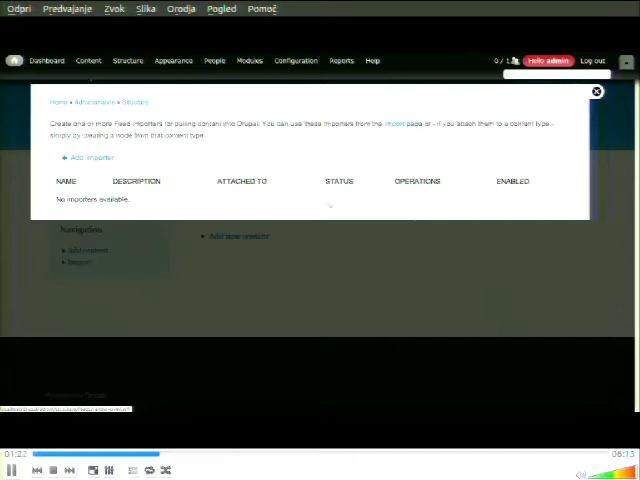 Odpri Predvajanje Zvok Slika Orodja Pogled Pomoč
Dashboard Content Structure Appearance People Modules Configuration Reports Help 0 / 1 Hello admin Log out
Home » Administration » Structure
Create one or more Feed importers for pulling content into Drupal. You can use these importers from the Import page or - if you attach them to a content type -
simply by creating a node from that content type
Add importer
NAME DESCRIPTION ATTACHED TO STATUS OPERATIONS ENABLED
No importers available.
Navigation
Add content
Import
Add new content
01:22 06:13